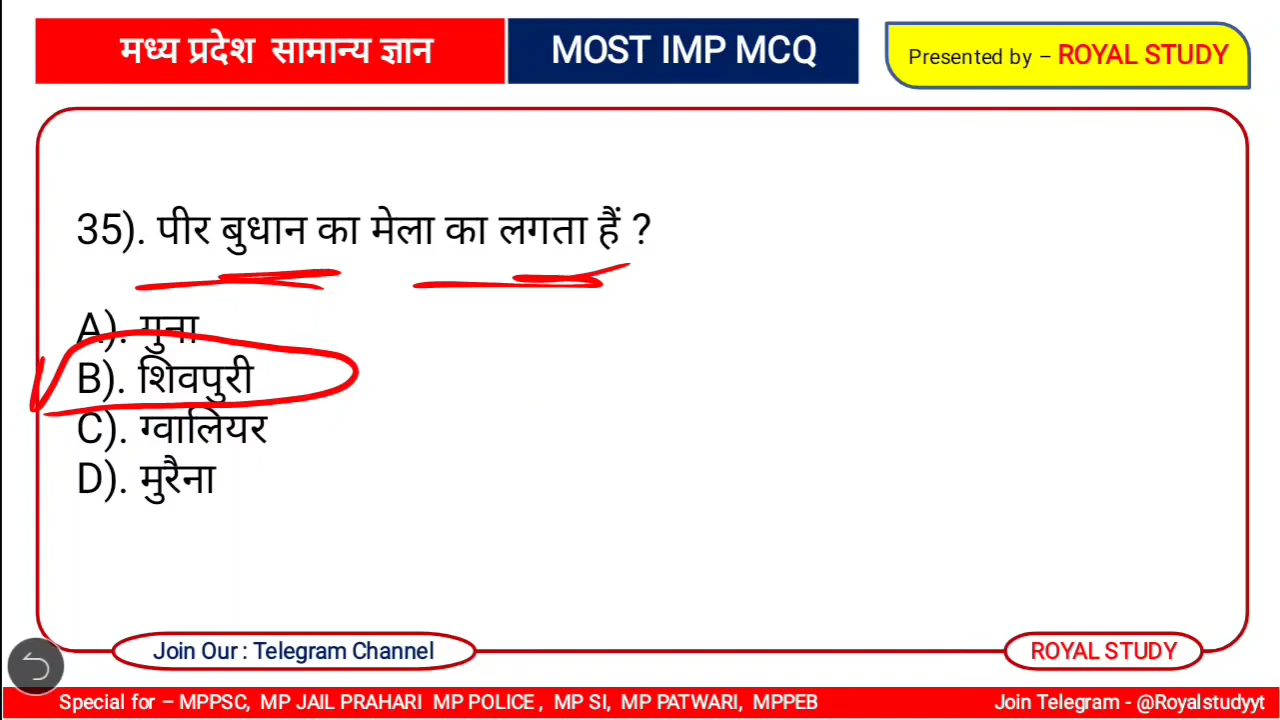 मध्य प्रदेश सामान्य ज्ञान
MOST IMP MCQ
Presented by – ROYAL STUDY
35). पीर बुधान का मेला का लगता हैं ?
A). गुना
B). शिवपुरी
C). ग्वालियर
D). मुरैना
Join Our : Telegram Channel
ROYAL STUDY
Special for – MPPSC, MP JAIL PRAHARI MP POLICE , MP SI, MP PATWARI, MPPEB
Join Telegram - @Royalstudyyt